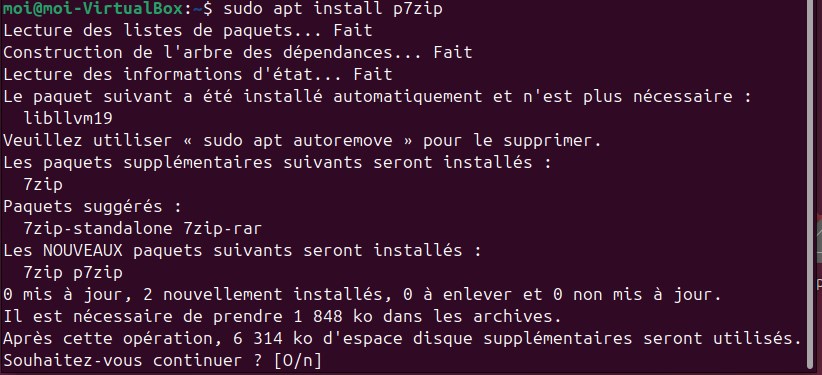 moi@moi-VirtualBox:~$ sudo apt install p7zip
Lecture des listes de paquets... Fait
Construction de l'arbre des dépendances... Fait
Lecture des informations d'état... Fait
Le paquet suivant a été installé automatiquement et n'est plus nécessaire :
  libllvm19
Veuillez utiliser « sudo apt autoremove » pour le supprimer.
Les paquets supplémentaires suivants seront installés :
  7zip
Paquets suggérés :
  7zip-standalone 7zip-rar
Les NOUVEAUX paquets suivants seront installés :
  7zip p7zip
0 mis à jour, 2 nouvellement installés, 0 à enlever et 0 non mis à jour.
Il est nécessaire de prendre 1 848 ko dans les archives.
Après cette opération, 6 314 ko d'espace disque supplémentaires seront utilisés.
Souhaitez-vous continuer ? [O/n]